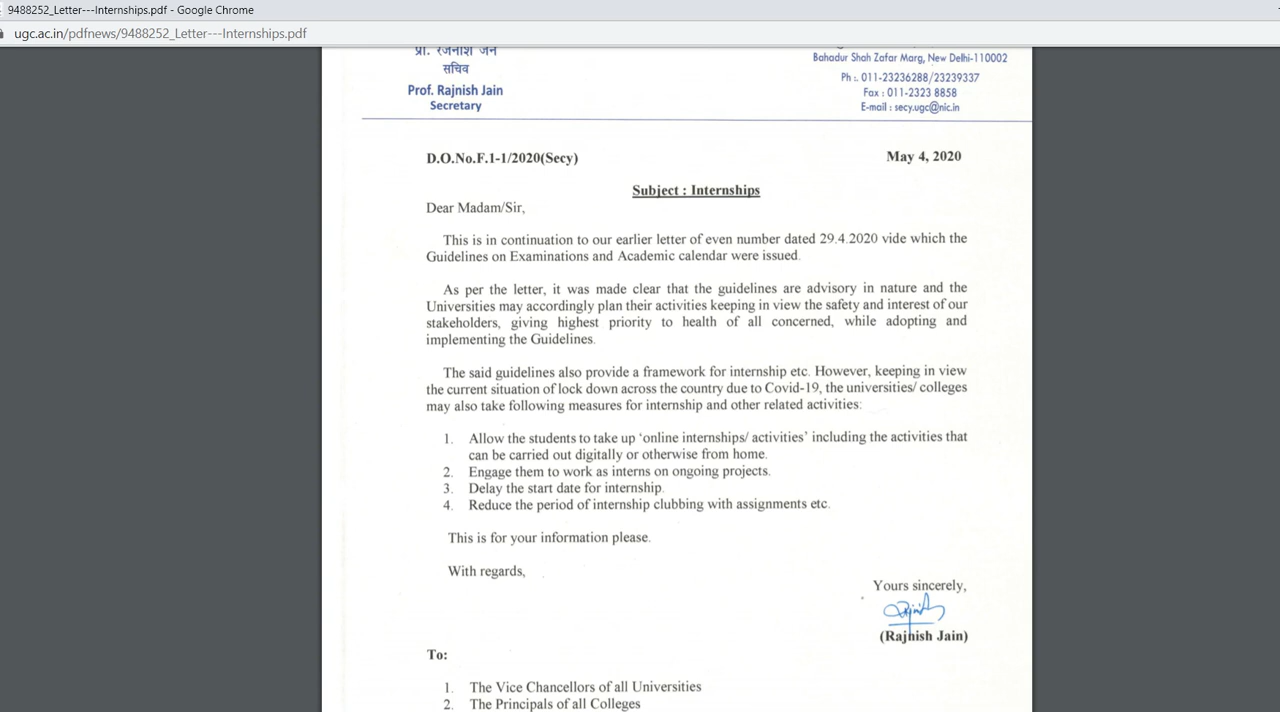 9488252_Letter---Internships.pdf - Google Chrome
ugc.ac.in/pdfnews/9488252_Letter---Internships.pdf
प्रो. रजनीश जैन
सचिव
Prof. Rajnish Jain
Secretary
Bahadur Shah Zafar Marg, New Delhi-110002
Ph :. 011-23236288/23239337
Fax : 011-2323 8858
E-mail : secy.ugc@nic.in
D.O.No.F.1-1/2020(Secy)
May 4, 2020
Subject : Internships
Dear Madam/Sir,
This is in continuation to our earlier letter of even number dated 29.4.2020 vide which the
Guidelines on Examinations and Academic calendar were issued.
As per the letter, it was made clear that the guidelines are advisory in nature and the
Universities may accordingly plan their activities keeping in view the safety and interest of our
stakeholders, giving highest priority to health of all concerned, while adopting and
implementing the Guidelines.
The said guidelines also provide a framework for internship etc. However, keeping in view
the current situation of lock down across the country due to Covid-19, the universities/ colleges
may also take following measures for internship and other related activities:
1. Allow the students to take up ‘online internships/ activities’ including the activities that
can be carried out digitally or otherwise from home.
2. Engage them to work as interns on ongoing projects.
3. Delay the start date for internship.
4. Reduce the period of internship clubbing with assignments etc.
This is for your information please.
With regards,
Yours sincerely,
(Rajnish Jain)
To:
1. The Vice Chancellors of all Universities
2. The Principals of all Colleges